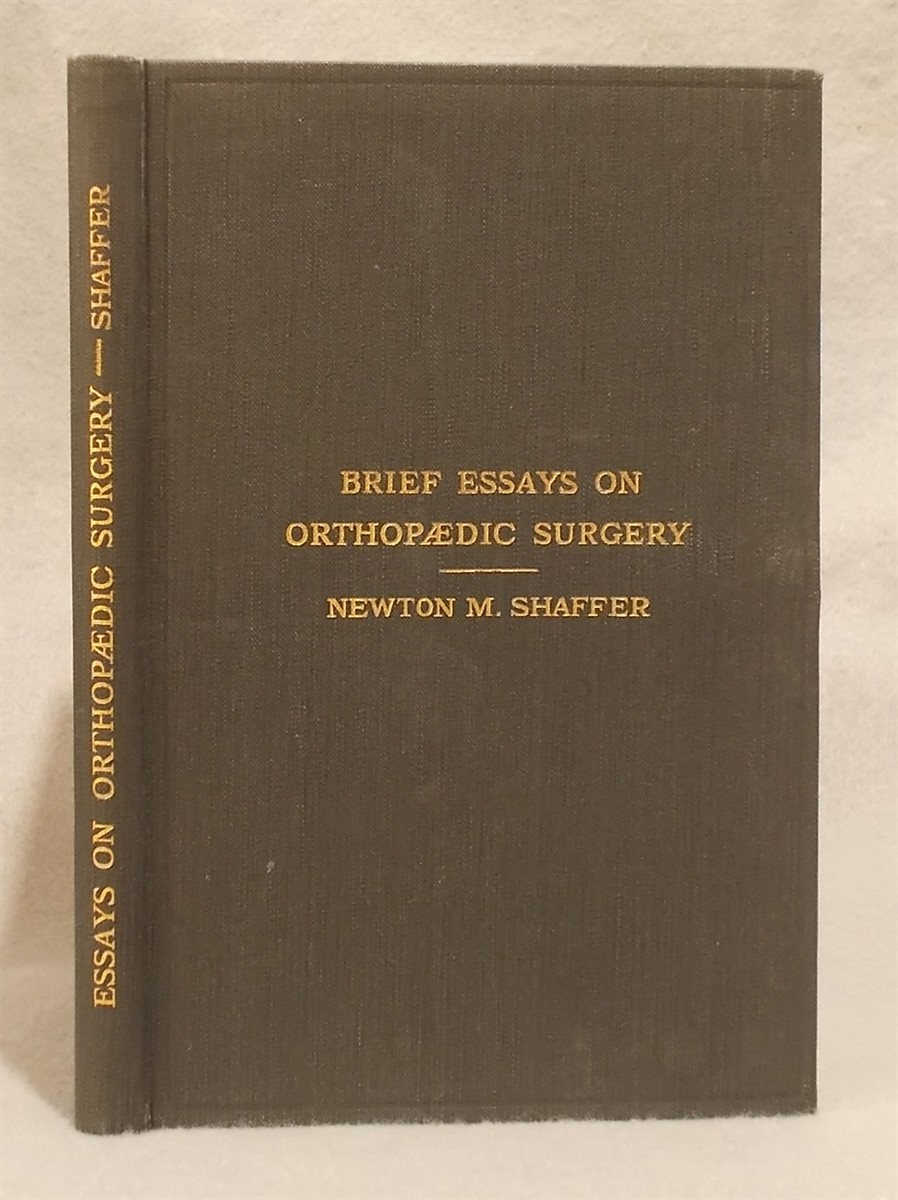 ESSAYS ON ORTHOPÆDIC SURGERY — SHAFFER
BRIEF ESSAYS ON
ORTHOPÆDIC SURGERY
NEWTON M. SHAFFER